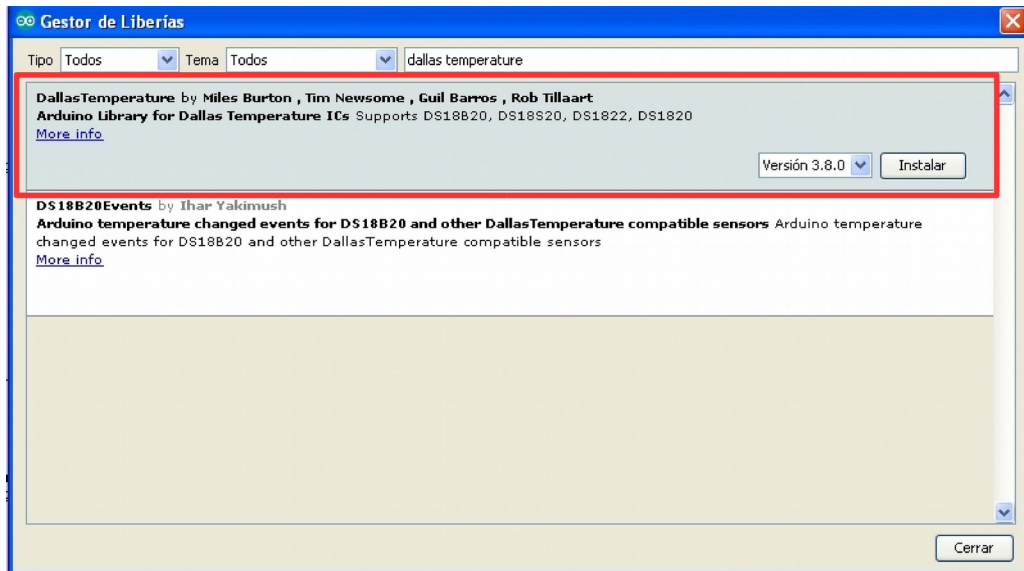 Gestor de Liberías
Tipo Todos Tema Todos dallas temperature
DallasTemperature by Miles Burton , Tim Newsome , Guil Barros , Rob Tillaart
Arduino Library for Dallas Temperature ICs Supports DS18B20, DS18S20, DS1822, DS1820
More info
Versión 3.8.0 Instalar
DS18B20Events by Ihar Yakimush
Arduino temperature changed events for DS18B20 and other DallasTemperature compatible sensors Arduino temperature
changed events for DS18B20 and other DallasTemperature compatible sensors
More info
Cerrar